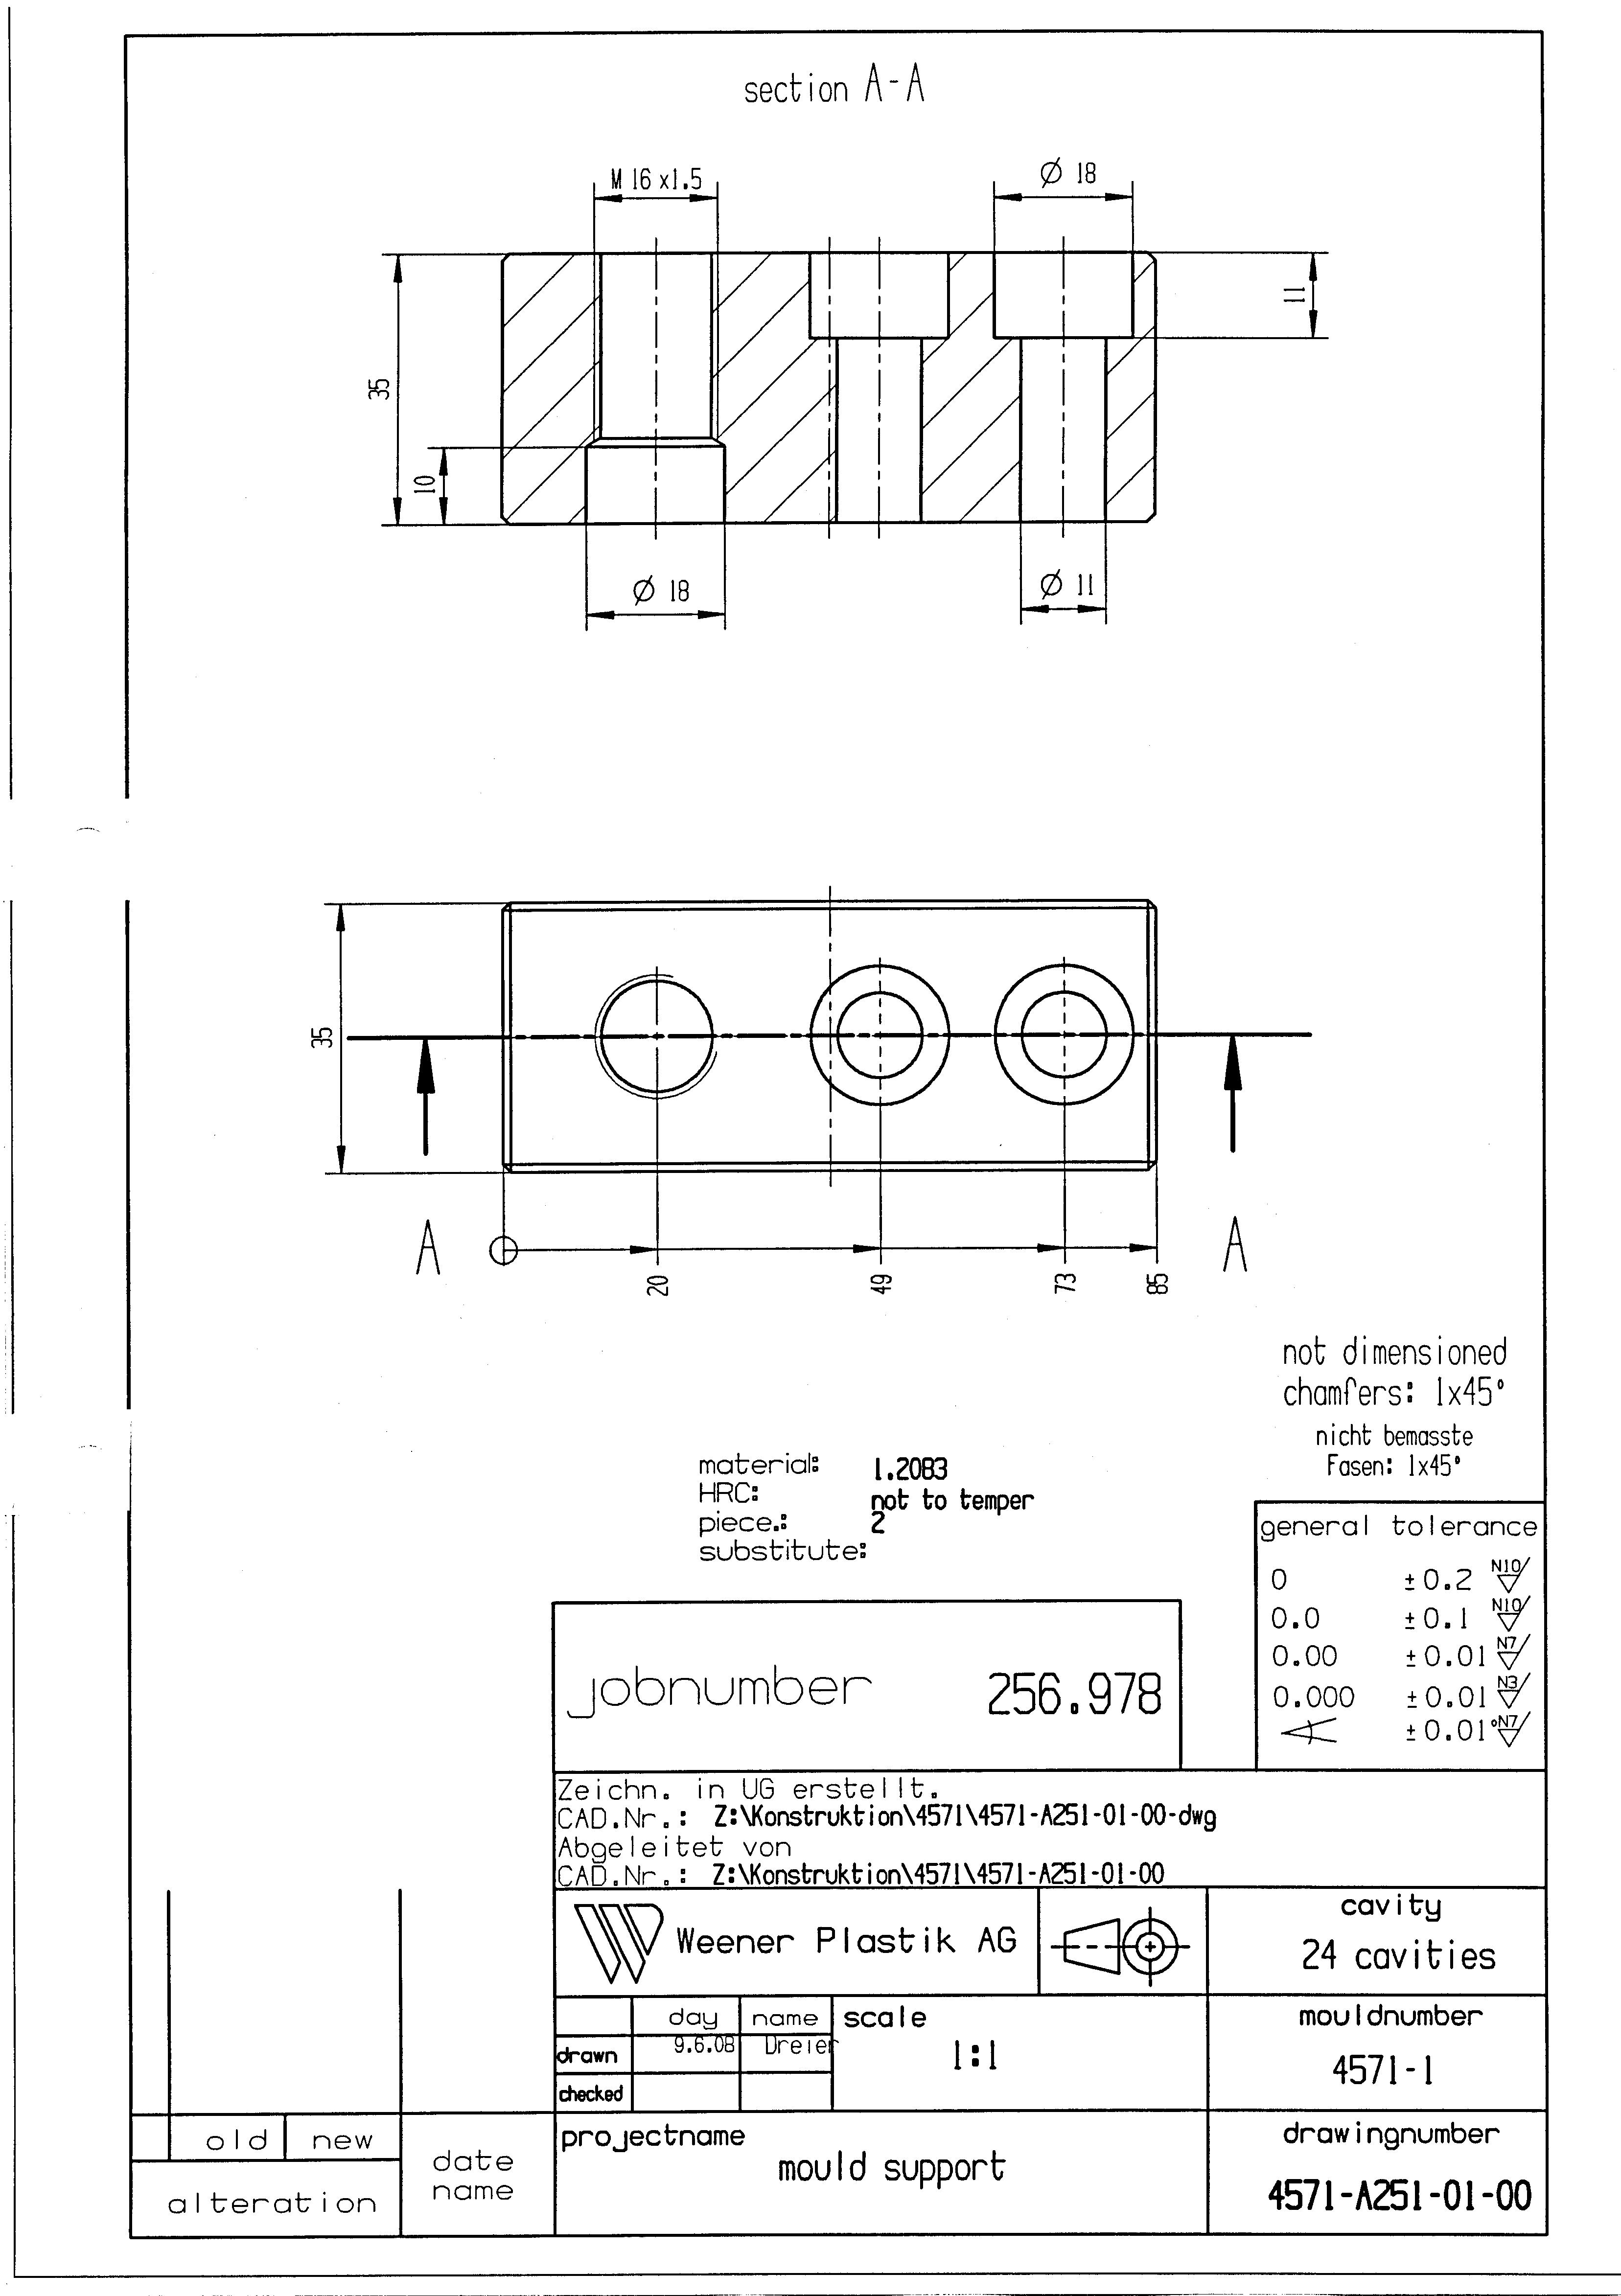 section A-A
M 16 x1.5
Ø 18
11
35
10
Ø 18
Ø 11
35
A
A
20
49
73
85
not dimensioned
chamfers: 1x45°
nicht bemasste
Fasen: 1x45°
material: 1.2083
HRC: not to temper
piece.: 2
substitute:
general tolerance
0 ±0.2 N10
0.0 ±0.1 N10
0.00 ±0.01 N7
0.000 ±0.01 N3
±0.01° N7
jobnumber 256.978
Zeichn. in UG erstellt.
CAD.Nr.: Z:\Konstruktion\4571\4571-A251-01-00-dwg
Abgeleitet von
CAD.Nr.: Z:\Konstruktion\4571\4571-A251-01-00
Weener Plastik AG
cavity
24 cavities
day name scale
drawn 9.6.08 Dreier 1:1
checked
mouldnumber
4571-1
old new
alteration
date
name
projectname
mould support
drawingnumber
4571-A251-01-00